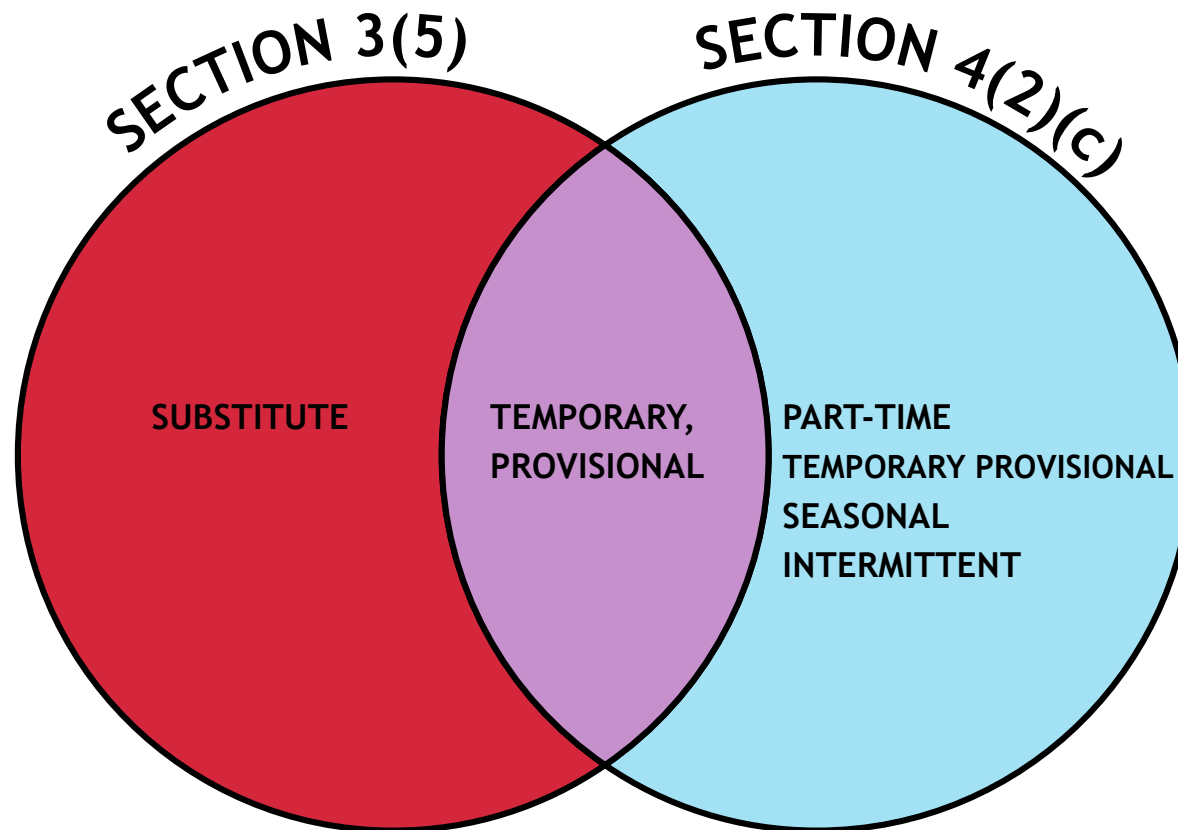 SECTION 3(5)
SECTION 4(2)(c)
SUBSTITUTE
TEMPORARY,
PROVISIONAL
PART-TIME
TEMPORARY PROVISIONAL
SEASONAL
INTERMITTENT